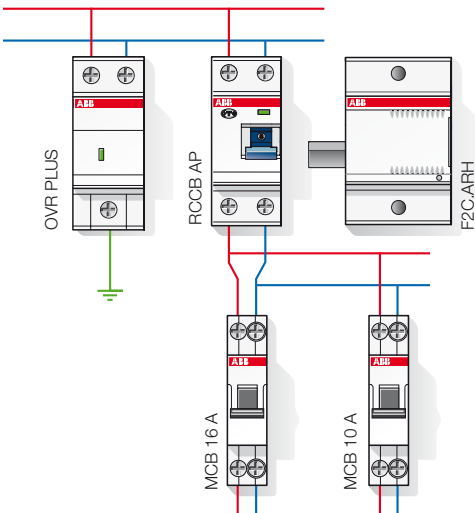 ABB
OVR PLUS
ABB
RCCB AP
ABB
F2C.ARH
ABB
MCB 16 A
ABB
MCB 10 A